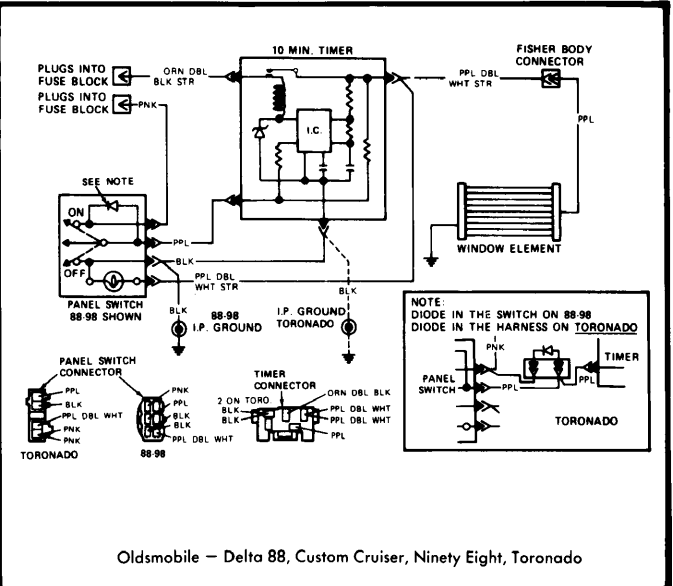 10 MIN. TIMER
FISHER BODY
CONNECTOR
PLUGS INTO
FUSE BLOCK
ORN DBL
BLK STR
PPL DBL
WHT STR
PLUGS INTO
FUSE BLOCK
PNK
PPL
I.C.
SEE NOTE
ON
PPL
BLK
OFF
PPL DBL
WHT STR
WINDOW ELEMENT
PANEL SWITCH
88-98 SHOWN
BLK
88-98
I.P. GROUND
BLK
I.P. GROUND
TORONADO
NOTE:
DIODE IN THE SWITCH ON 88-98
DIODE IN THE HARNESS ON TORONADO
PNK
TIMER
PANEL
SWITCH
PPL
PPL
TORONADO
PANEL SWITCH
CONNECTOR
PPL
BLK
PPL DBL WHT
PNK
PNK
TORONADO
PNK
PPL
BLK
BLK
PPL DBL WHT
88-98
TIMER
CONNECTOR
2 ON TORO.
BLK
BLK
ORN DBL BLK
PPL DBL WHT
PPL DBL WHT
PPL
Oldsmobile — Delta 88, Custom Cruiser, Ninety Eight, Toronado